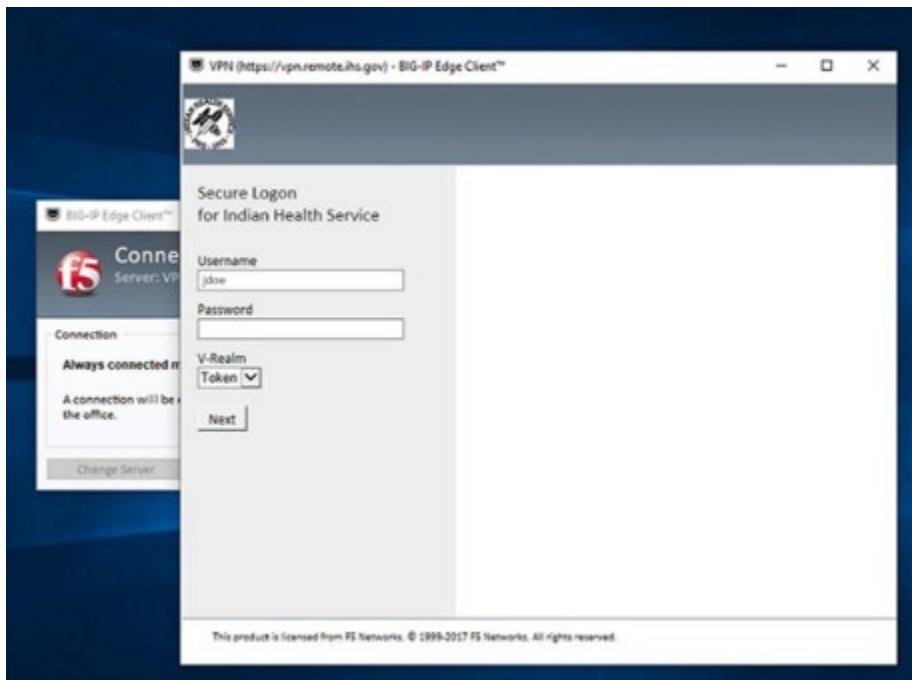 VPN (https://vpn.remote.ihs.gov) - BIG-IP Edge Client™
Secure Logon
for Indian Health Service
Username
jdoe
Password
V-Realm
Token
Next
This product is licensed from F5 Networks. © 1999-2017 F5 Networks. All rights reserved.
BIG-IP Edge Client™
f5
Conne
Server: VP
Connection
Always connected m
A connection will be
the office.
Change Server